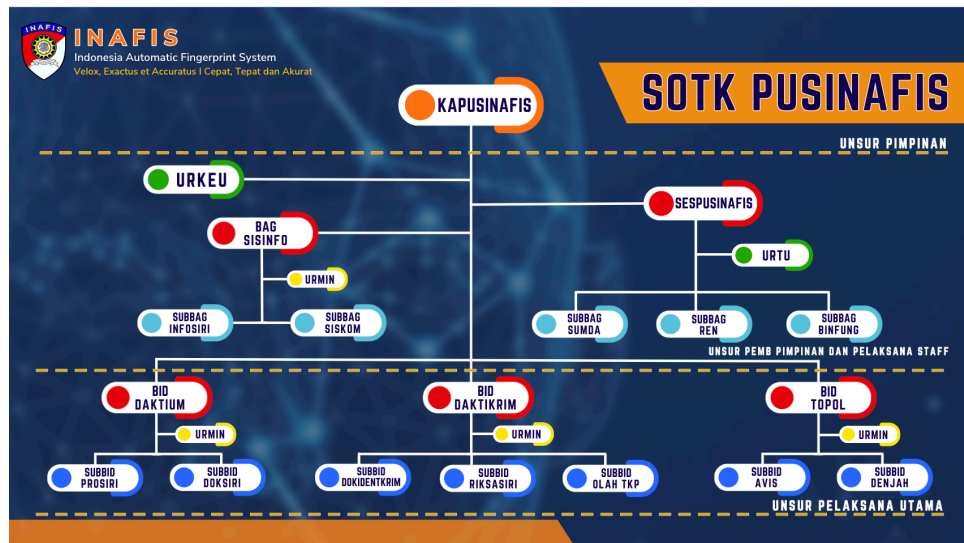 INAFIS
INAFIS
Indonesia Automatic Fingerprint System
Velox, Exactus et Accuratus I Cepat, Tepat dan Akurat
SOTK PUSINAFIS
KAPUSINAFIS
UNSUR PIMPINAN
URKEU
SESPUSINAFIS
BAG
SISINFO
URTU
URMIN
SUBBAG
INFOSIRI
SUBBAG
SISKOM
SUBBAG
SUMDA
SUBBAG
REN
SUBBAG
BINFUNG
UNSUR PEMB PIMPINAN DAN PELAKSANA STAFF
BID
DAKTIUM
BID
DAKTIKRIM
BID
TOPOL
URMIN
URMIN
URMIN
SUBBID
PROSIRI
SUBBID
DOKSIRI
SUBBID
DOKIDENTKRIM
SUBBID
RIKSASIRI
SUBBID
OLAH TKP
SUBBID
AVIS
SUBBID
DENJAH
UNSUR PELAKSANA UTAMA